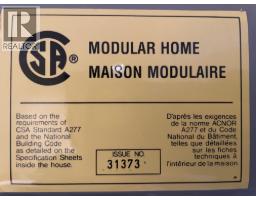 REALTOR®
CSA ®
MODULAR HOME
MAISON MODULAIRE
Based on the
requirements of
CSA Standard A277
and the National
Building Code
as detailed on the
Specification Sheets
inside the house.
ISSUE NO.
31373
D'après les exigences
de la norme ACNOR
A277 et du Code
National du Bâtiment,
telles que détaillées
sur les fiches
techniques à
l'intérieur de la maison.